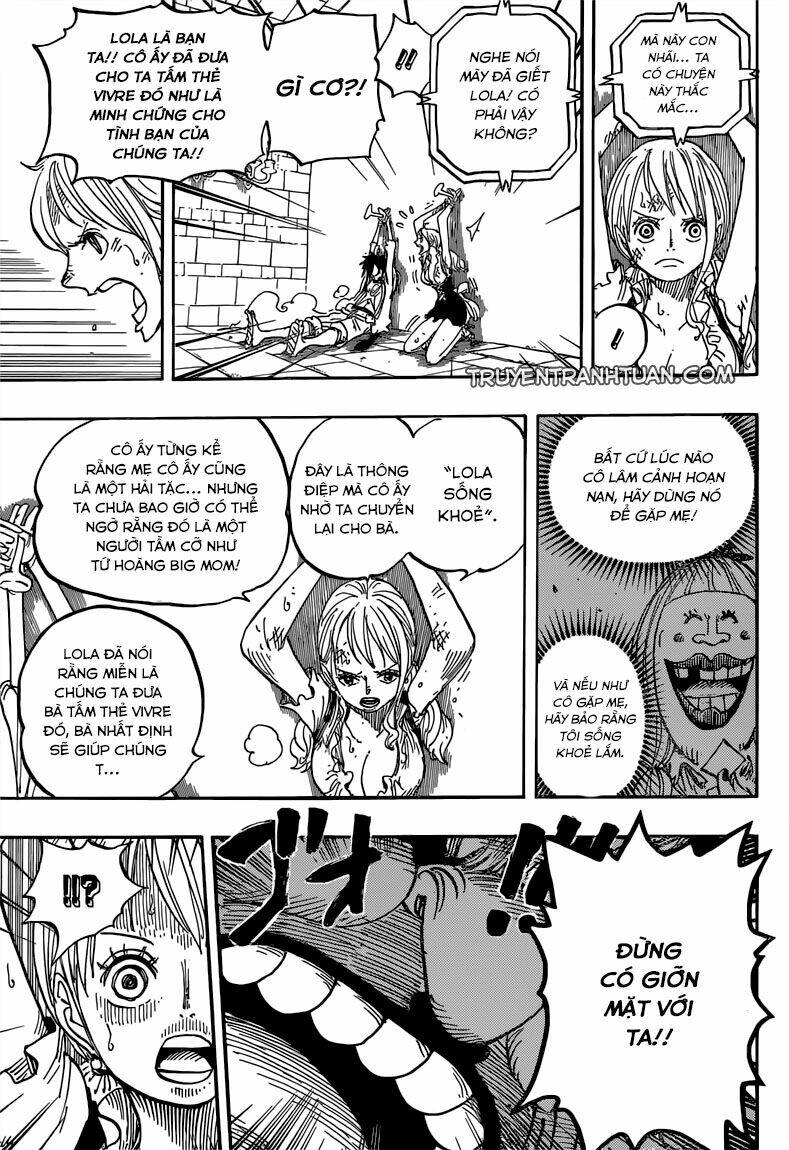 MÀ NÀY CON
NHÃI... TA
CÓ CHUYỆN
NÀY THẮC
MẮC...
NGHE NÓI
MÀY ĐÃ GIẾT
LOLA! CÓ
PHẢI VẬY
KHÔNG?
!!
GÌ CƠ?!
LOLA LÀ BẠN
TA!! CÔ ẤY ĐÃ ĐƯA
CHO TA TẤM THẺ
VIVRE ĐÓ NHƯ LÀ
MINH CHỨNG CHO
TÌNH BẠN CỦA
CHÚNG TA!!
TRUYENTRANHTUAN.COM
BẤT CỨ LÚC NÀO
CÔ LÂM CẢNH HOẠN
NẠN, HÃY DÙNG NÓ
ĐỂ GẶP MẸ!
VÀ NẾU NHƯ
CÔ GẶP MẸ,
HÃY BẢO RẰNG
TÔI SỐNG
KHOẺ LẮM.
"LOLA
SỐNG
KHOẺ".
ĐÂY LÀ THÔNG
ĐIỆP MÀ CÔ ẤY
NHỜ TA CHUYỂN
LẠI CHO BÀ.
CÔ ẤY TỪNG KỂ
RẰNG MẸ CÔ ẤY CŨNG
LÀ MỘT HẢI TẶC... NHƯNG
TA CHƯA BAO GIỜ CÓ THỂ
NGỜ RẰNG ĐÓ LÀ MỘT
NGƯỜI TẦM CỠ NHƯ
TỨ HOÀNG BIG MOM!
LOLA ĐÃ NÓI
RẰNG MIỄN LÀ
CHÚNG TA ĐƯA
BÀ TẤM THẺ VIVRE
ĐÓ, BÀ NHẤT ĐỊNH
SẼ GIÚP CHÚNG
T...
ĐỪNG
CÓ GIỠN
MẶT VỚI
TA!!
ブオ
!!?